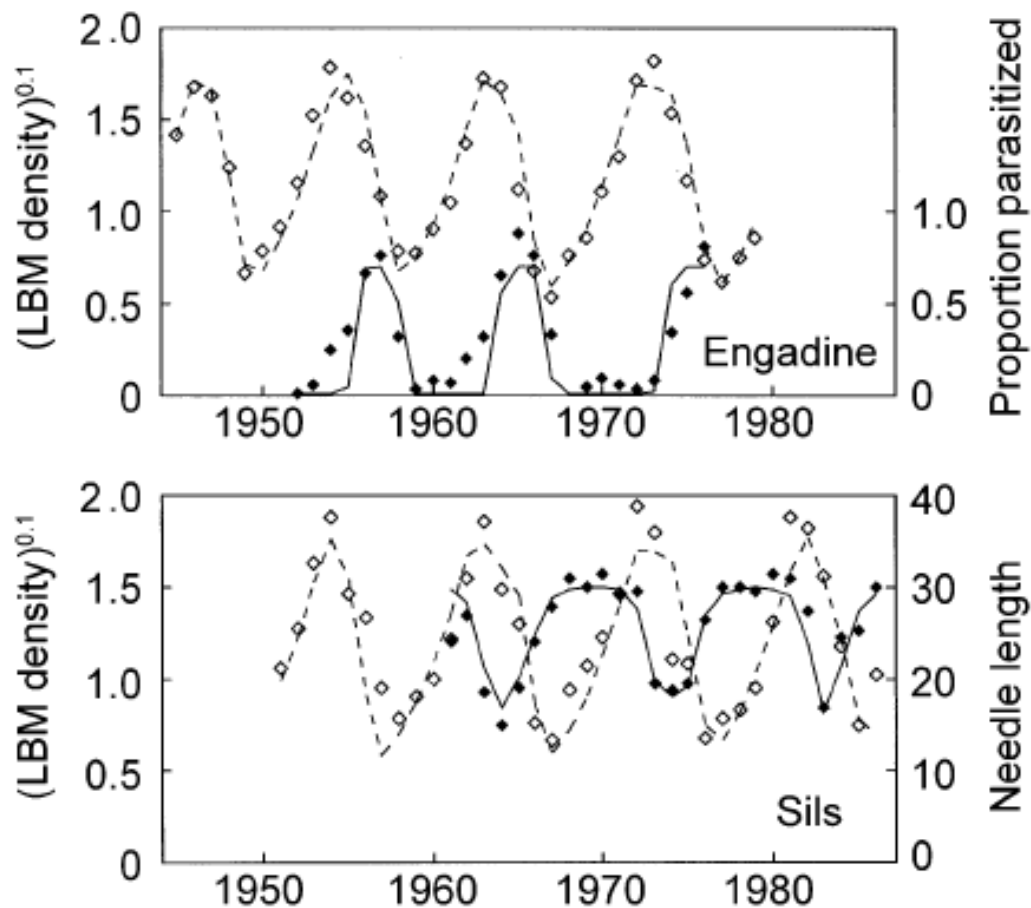 (LBM density)^0.1
2.0
1.5
1.0
0.5
0
1.0
0.5
0
Proportion parasitized
Engadine
1950 1960 1970 1980
(LBM density)^0.1
2.0
1.5
1.0
0.5
0
40
30
20
10
0
Needle length
Sils
1950 1960 1970 1980